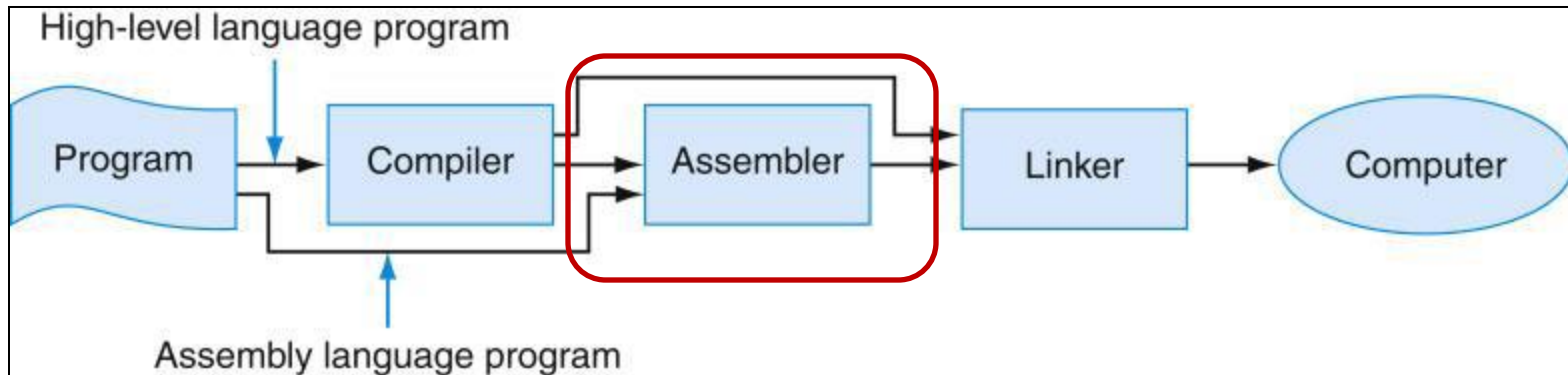 High-level language program
Program
Compiler
Assembler
Linker
Computer
Assembly language program